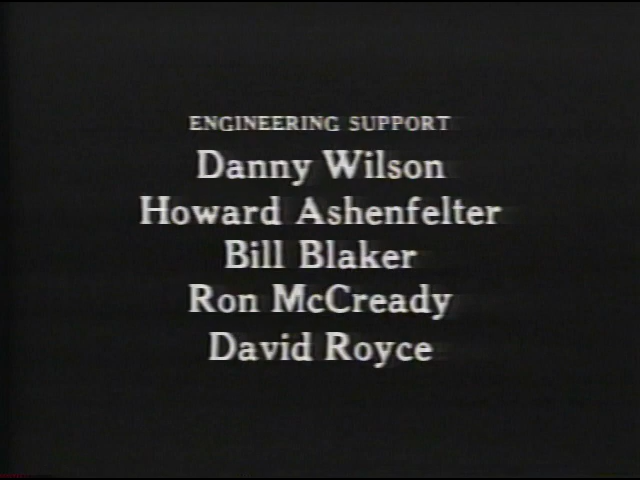 ENGINEERING SUPPORT
Danny Wilson
Howard Ashenfelter
Bill Blaker
Ron McCready
David Royce